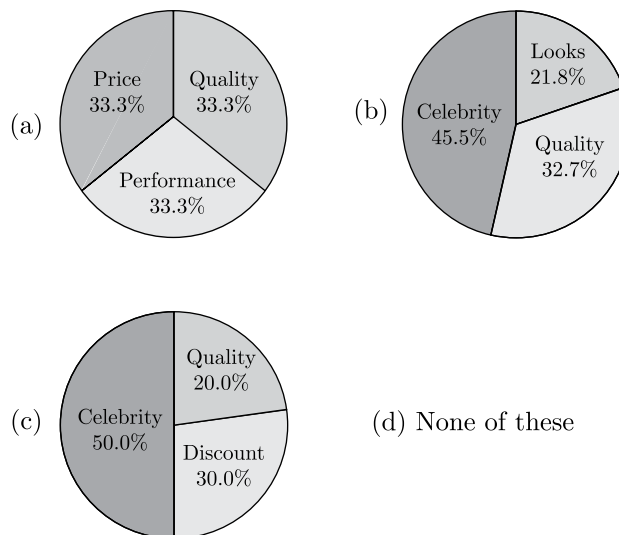 Price
33.3%
Quality
33.3%
Performance
33.3%
(a)
Looks
21.8%
Celebrity
45.5%
Quality
32.7%
(b)
Quality
20.0%
Celebrity
50.0%
Discount
30.0%
(c)
(d) None of these